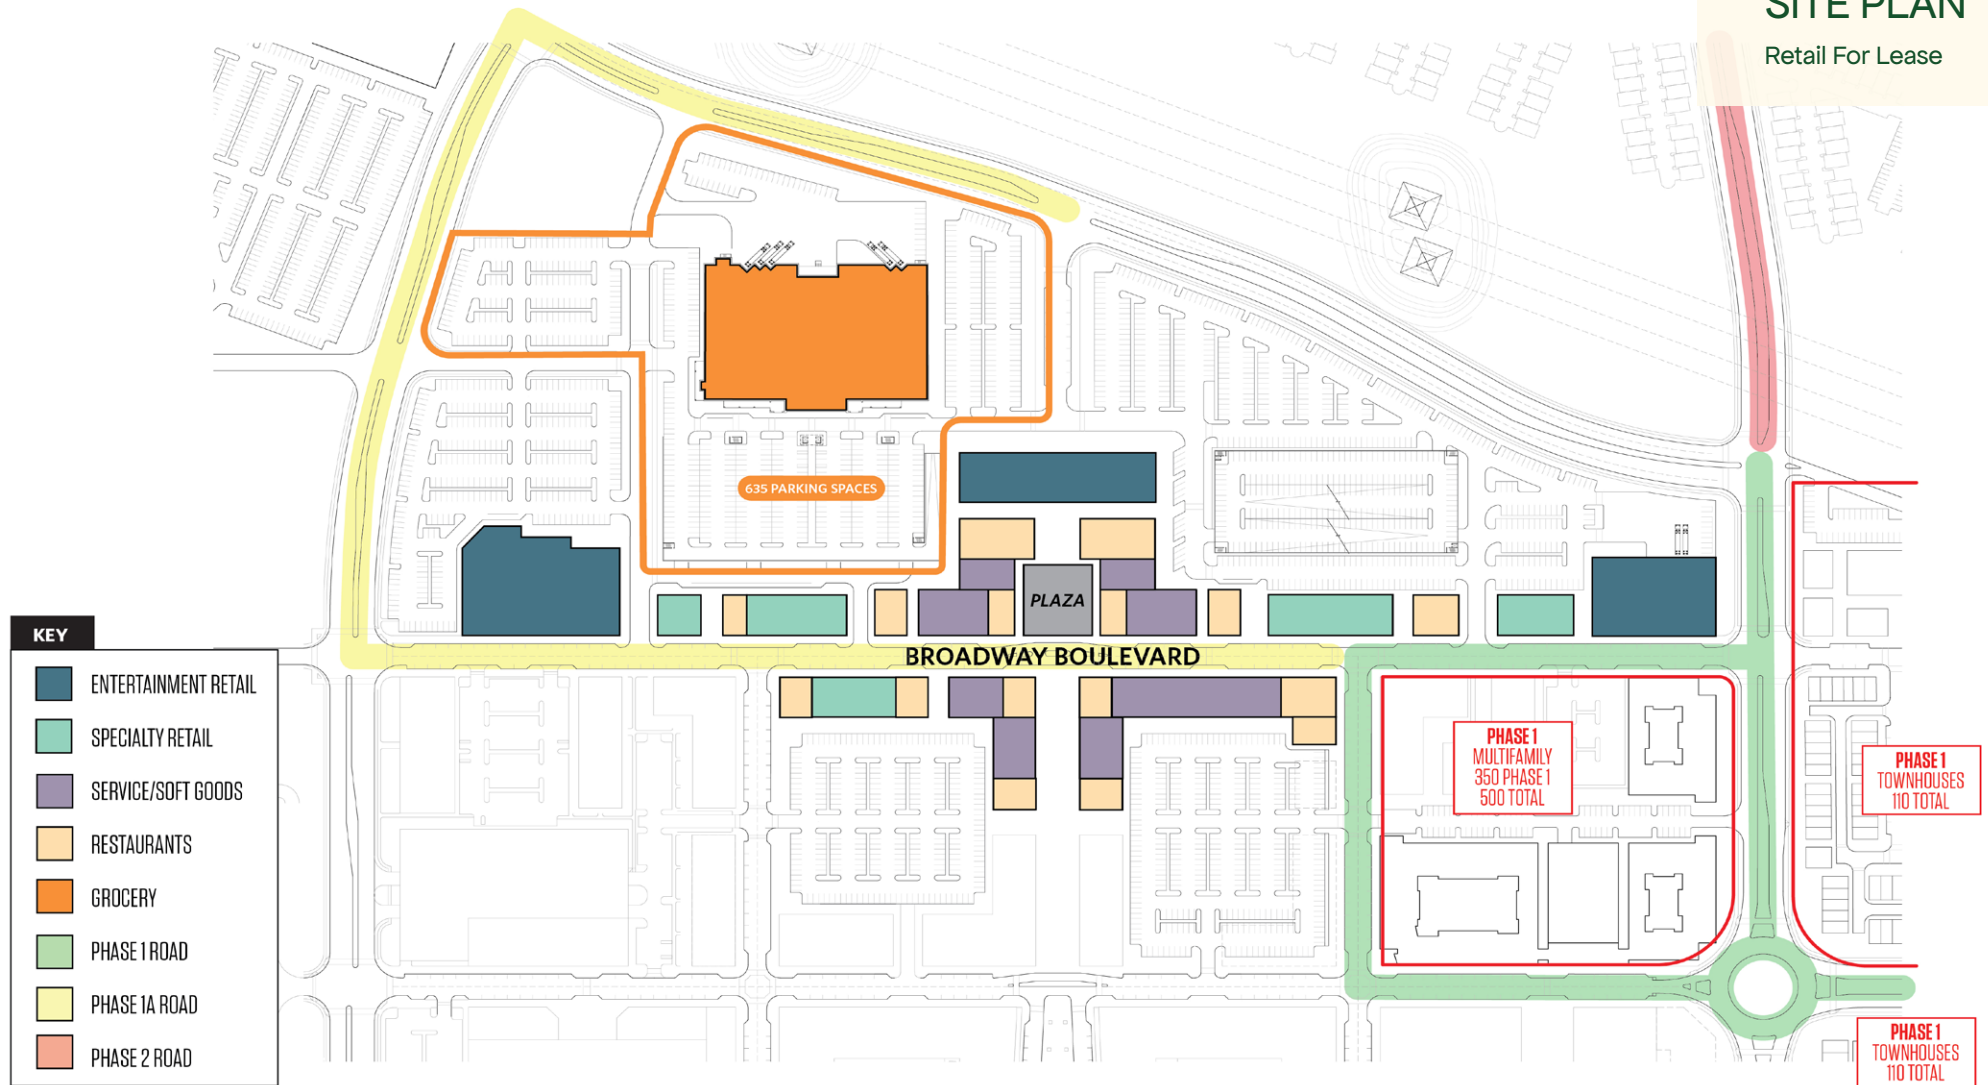 SITE PLAN
Retail For Lease
635 PARKING SPACES
PLAZA
BROADWAY BOULEVARD
KEY
ENTERTAINMENT RETAIL
SPECIALTY RETAIL
SERVICE/SOFT GOODS
RESTAURANTS
GROCERY
PHASE 1 ROAD
PHASE 1A ROAD
PHASE 2 ROAD
PHASE 1
MULTIFAMILY
350 PHASE 1
500 TOTAL
PHASE 1
TOWNHOUSES
110 TOTAL
PHASE 1
TOWNHOUSES
110 TOTAL